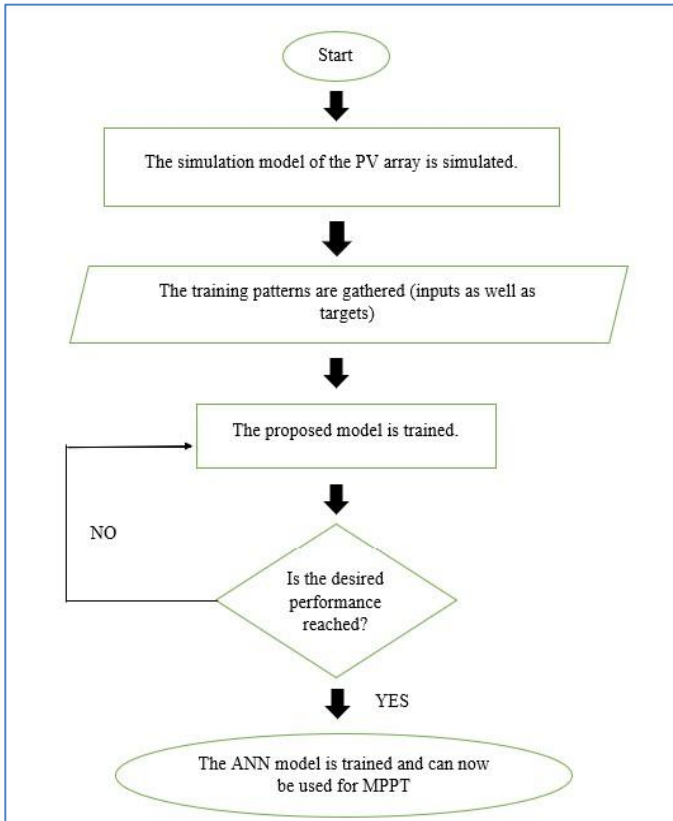 Start
The simulation model of the PV array is simulated.
The training patterns are gathered (inputs as well as
targets)
The proposed model is trained.
NO
Is the desired
performance
reached?
YES
The ANN model is trained and can now
be used for MPPT